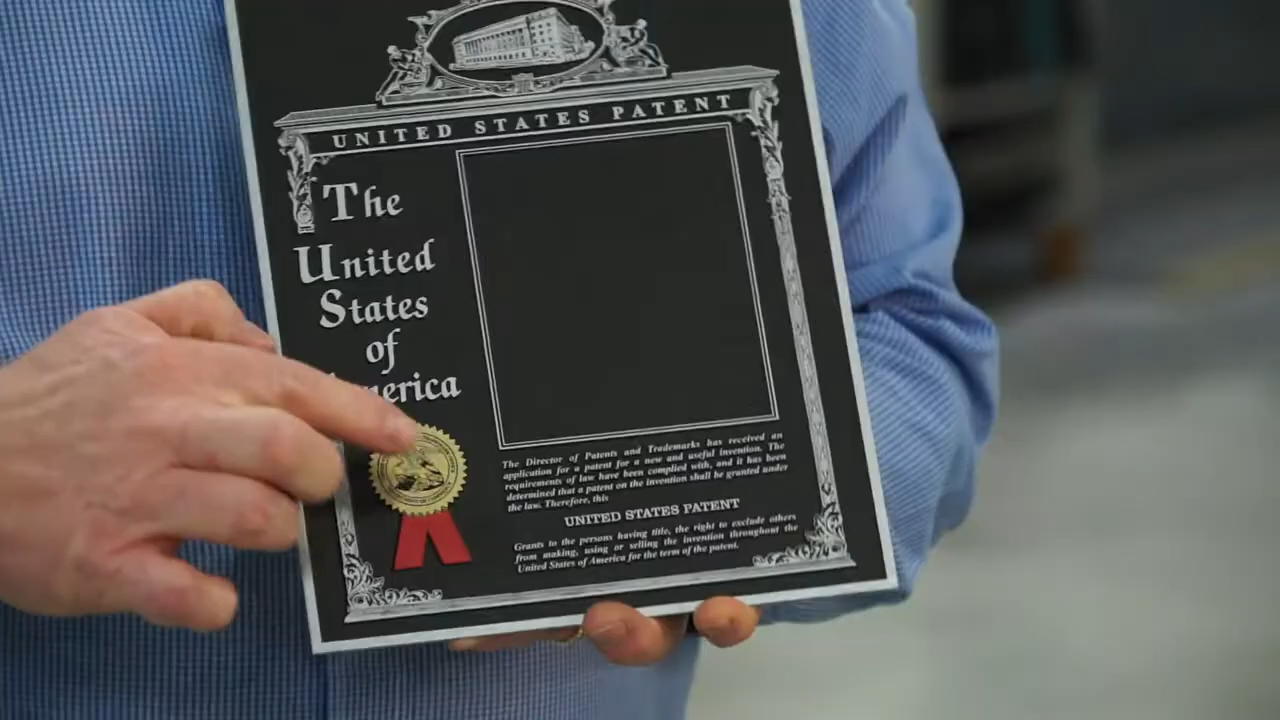 UNITED STATES PATENT
The
United
States
of
merica
The Director of Patents and Trademarks has received an
application for a patent for a new and useful invention. The
requirements of law have been complied with, and it has been
determined that a patent on the invention shall be granted under
the law. Therefore, this
UNITED STATES PATENT
Grants to the persons having title, the right to exclude others
from making, using or selling the invention throughout the
United States of America for the term of the patent.